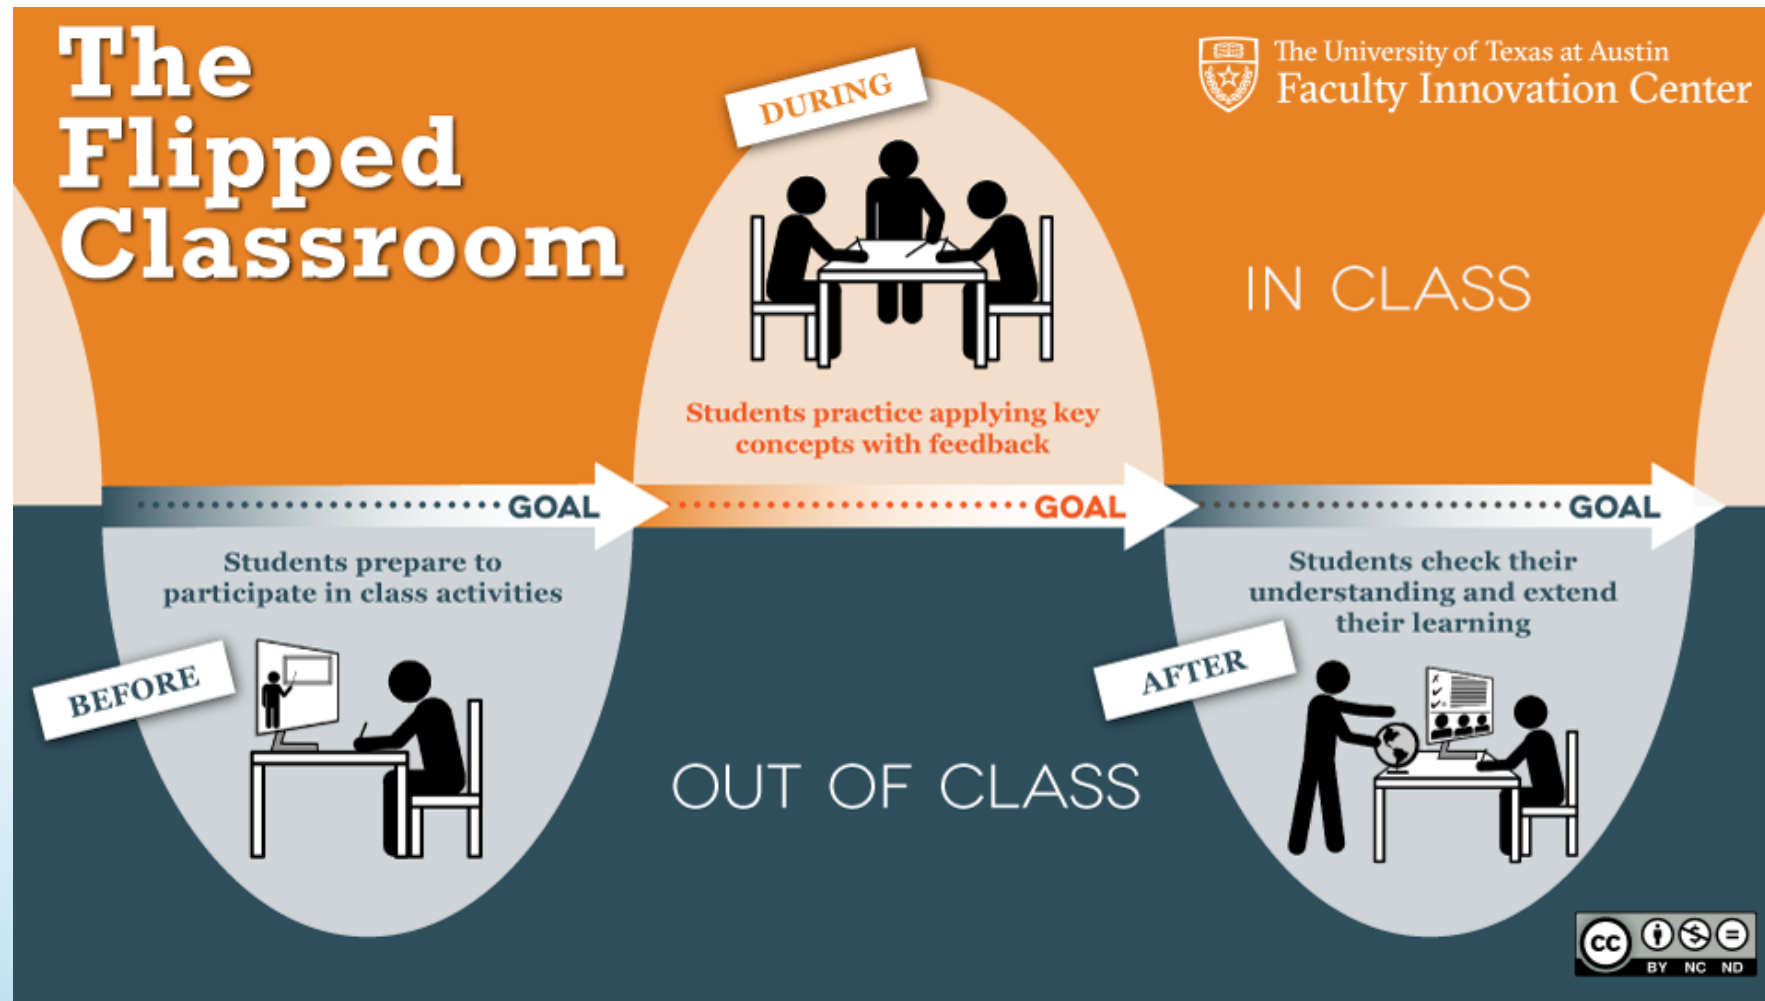 The
Flipped
Classroom
The University of Texas at Austin
Faculty Innovation Center
DURING
IN CLASS
Students practice applying key
concepts with feedback
GOAL
GOAL
GOAL
Students prepare to
participate in class activities
BEFORE
OUT OF CLASS
Students check their
understanding and extend
their learning
AFTER
CC
BY NC ND